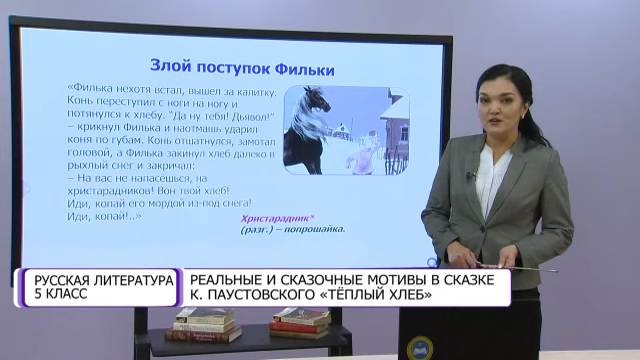 Злой поступок Фильки
«Филька нехотя встал, вышел за калитку.
Конь переступил с ноги на ногу и
потянулся к хлебу. "Да ну тебя! Дьявол!"
– крикнул Филька и наотмашь ударил
коня по губам. Конь отшатнулся, замотал
головой, а Филька закинул хлеб далеко в
рыхлый снег и закричал:
– На вас не напасёшься, на
христарадников! Вон твой хлеб!
Иди, копай его мордой из-под снега!
Иди, копай!..»
Христарадник*
(разг.) – попрошайка.
РУССКАЯ ЛИТЕРАТУРА
5 КЛАСС
РЕАЛЬНЫЕ И СКАЗОЧНЫЕ МОТИВЫ В СКАЗКЕ
К. ПАУСТОВСКОГО «ТЁПЛЫЙ ХЛЕБ»